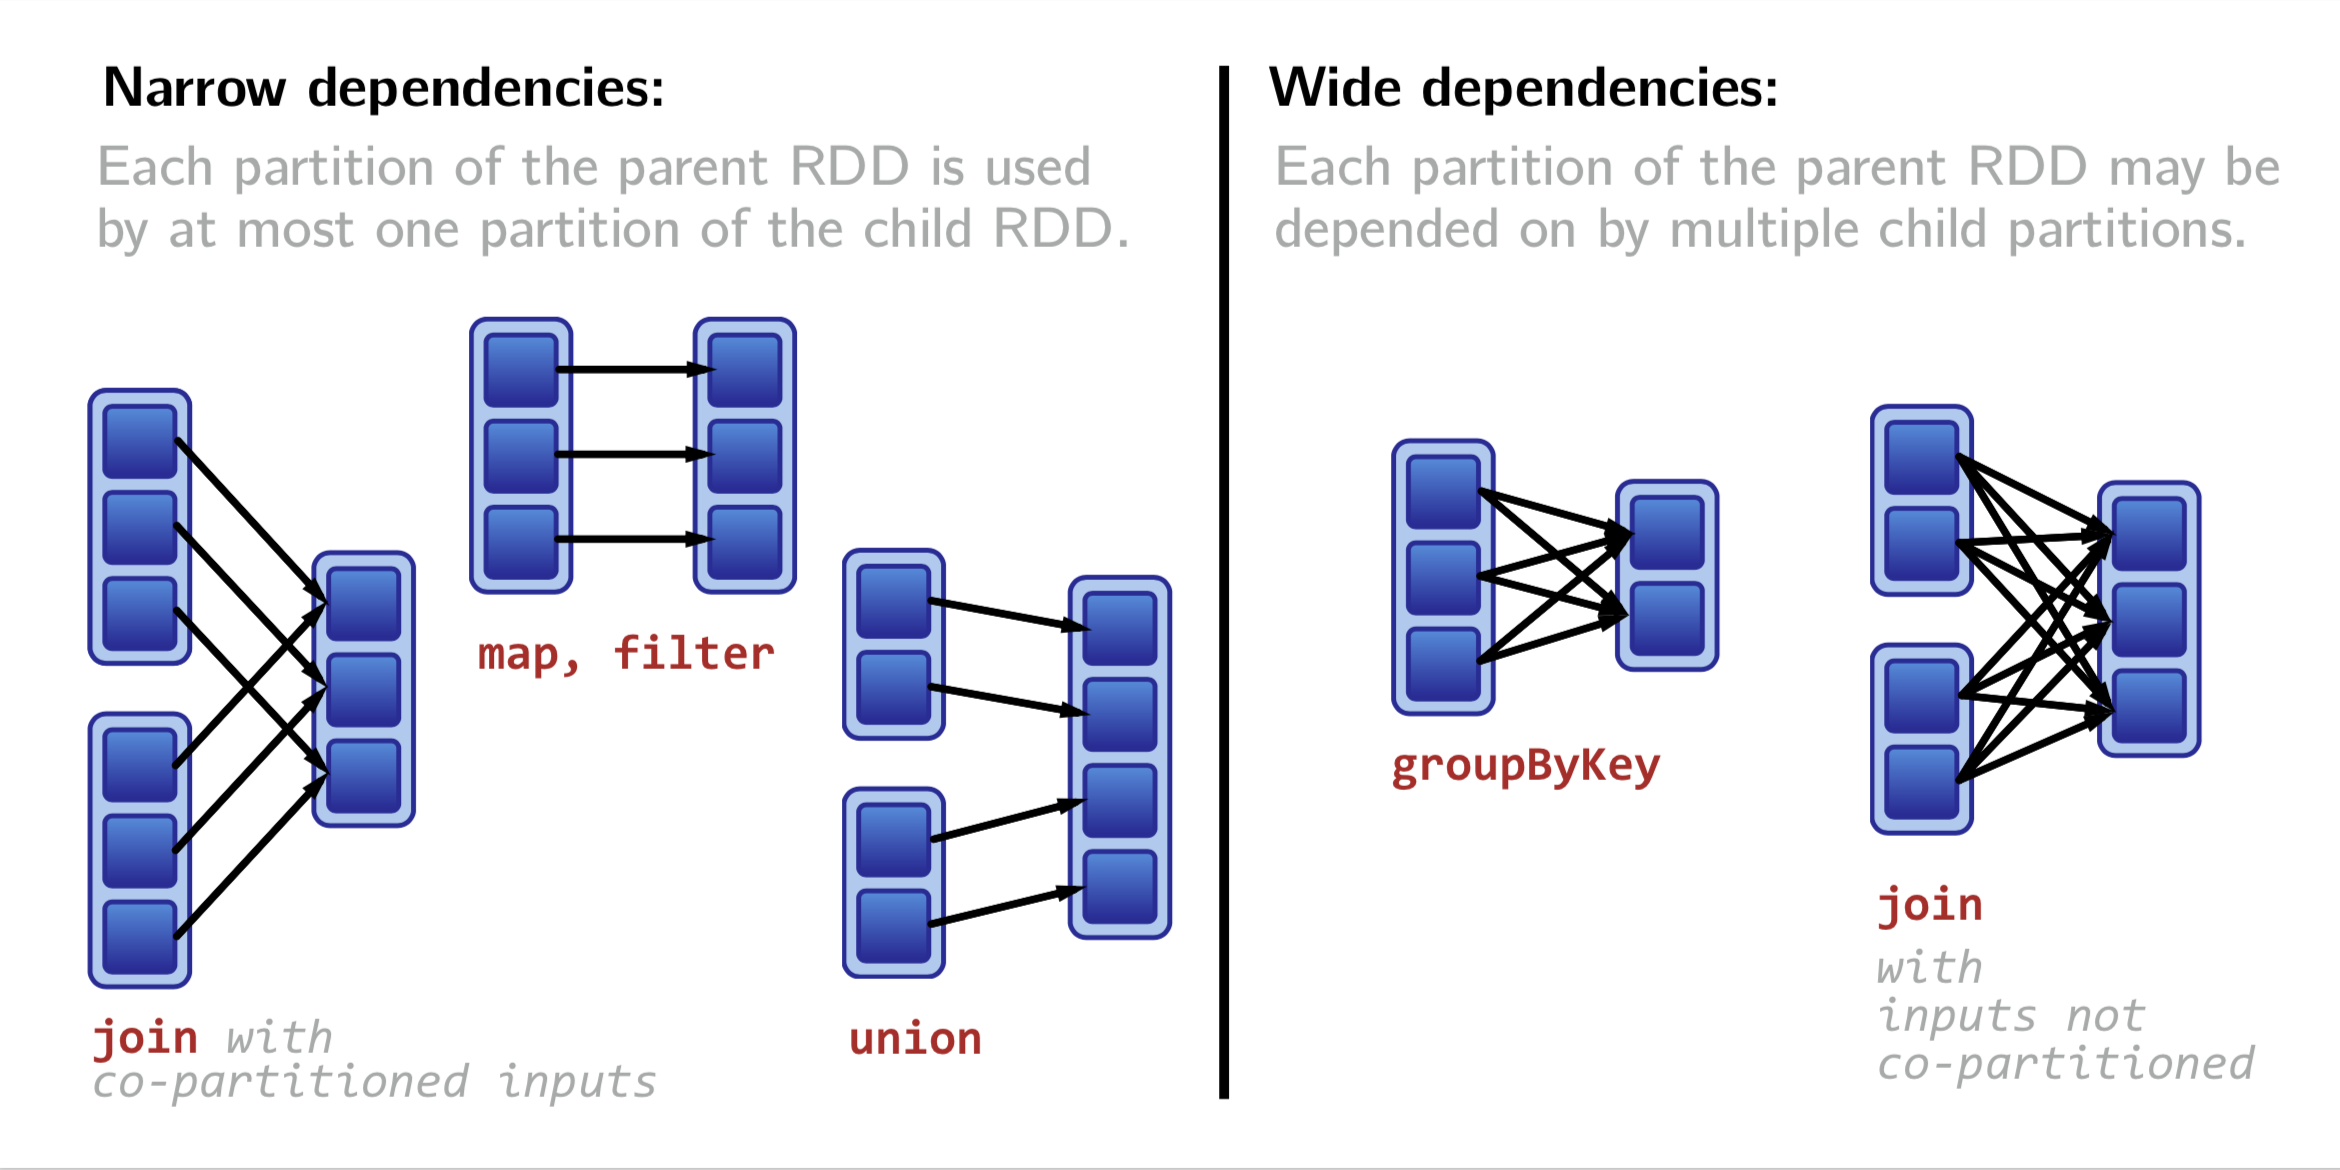 Narrow dependencies:
Each partition of the parent RDD is used
by at most one partition of the child RDD.
map, filter
join with
co-partitioned inputs
union
Wide dependencies:
Each partition of the parent RDD may be
depended on by multiple child partitions.
groupByKey
join
with
inputs not
co-partitioned